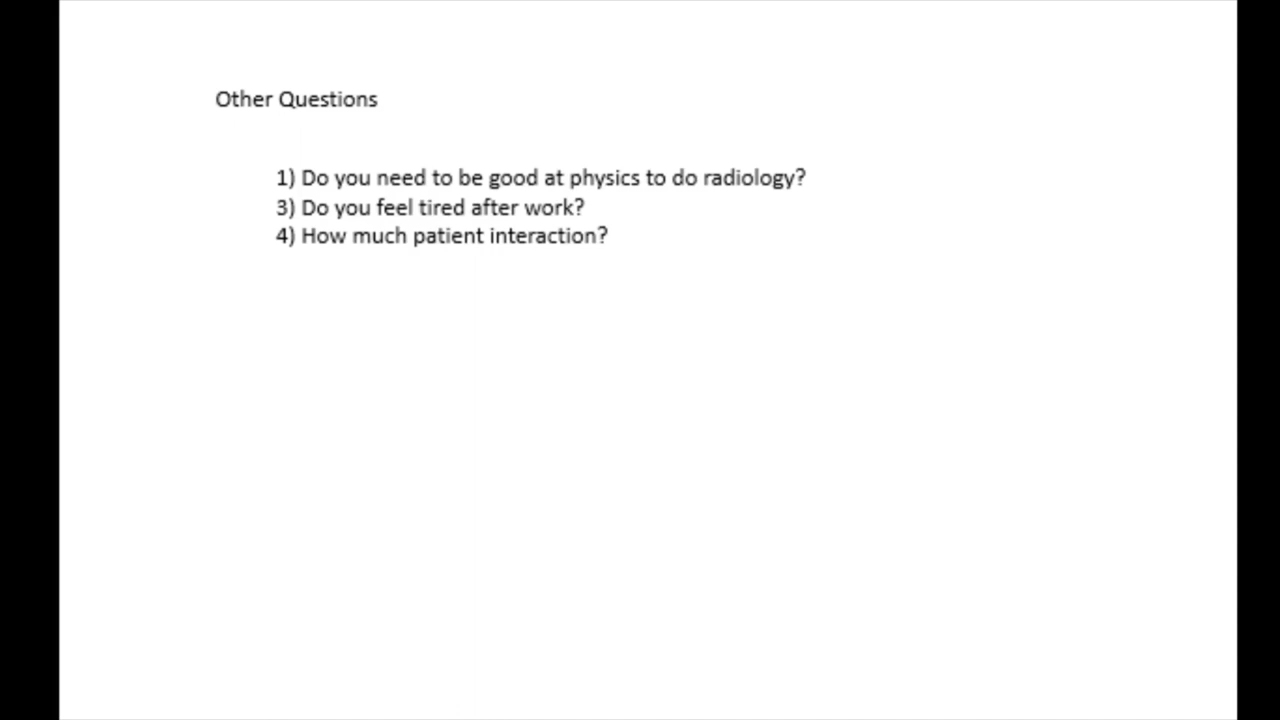 Other Questions
1) Do you need to be good at physics to do radiology?
3) Do you feel tired after work?
4) How much patient interaction?